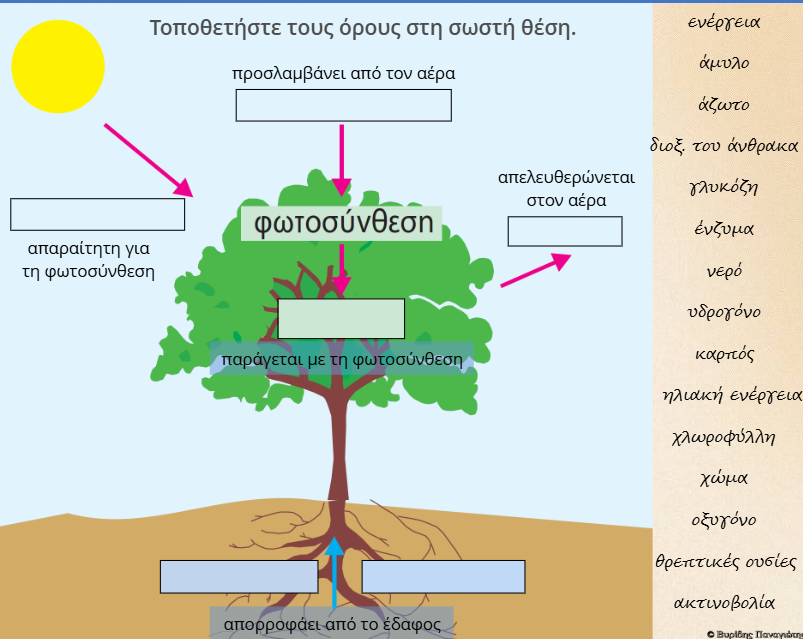 Τοποθετήστε τους όρους στη σωστή θέση.
προσλαμβάνει από τον αέρα
απελευθερώνεται
στον αέρα
φωτοσύνθεση
απαραίτητη για
τη φωτοσύνθεση
παράγεται με τη φωτοσύνθεση
απορροφάει από το έδαφος
ενέργεια
άμυλο
άζωτο
διοξ. του άνθρακα
γλυκόζη
ένζυμα
νερό
υδρογόνο
καρπός
ηλιακή ενέργεια
χλωροφύλλη
χώμα
οξυγόνο
θρεπτικές ουσίες
ακτινοβολία
© Βυρίδης Παναγιώτης